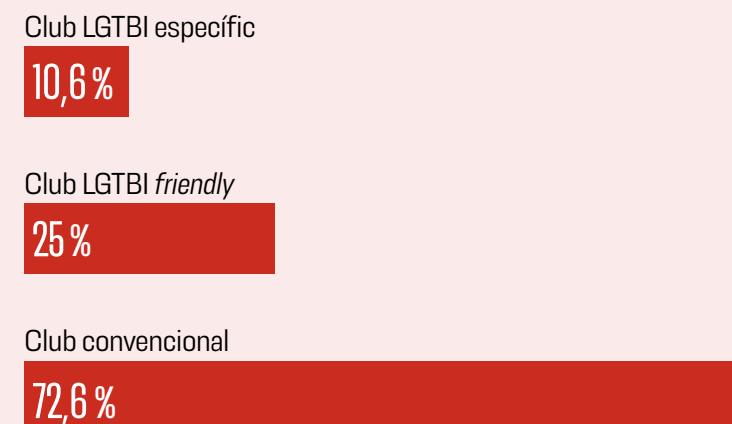 Club LGTBI específic
10,6 %
Club LGTBI friendly
25 %
Club convencional
72,6 %